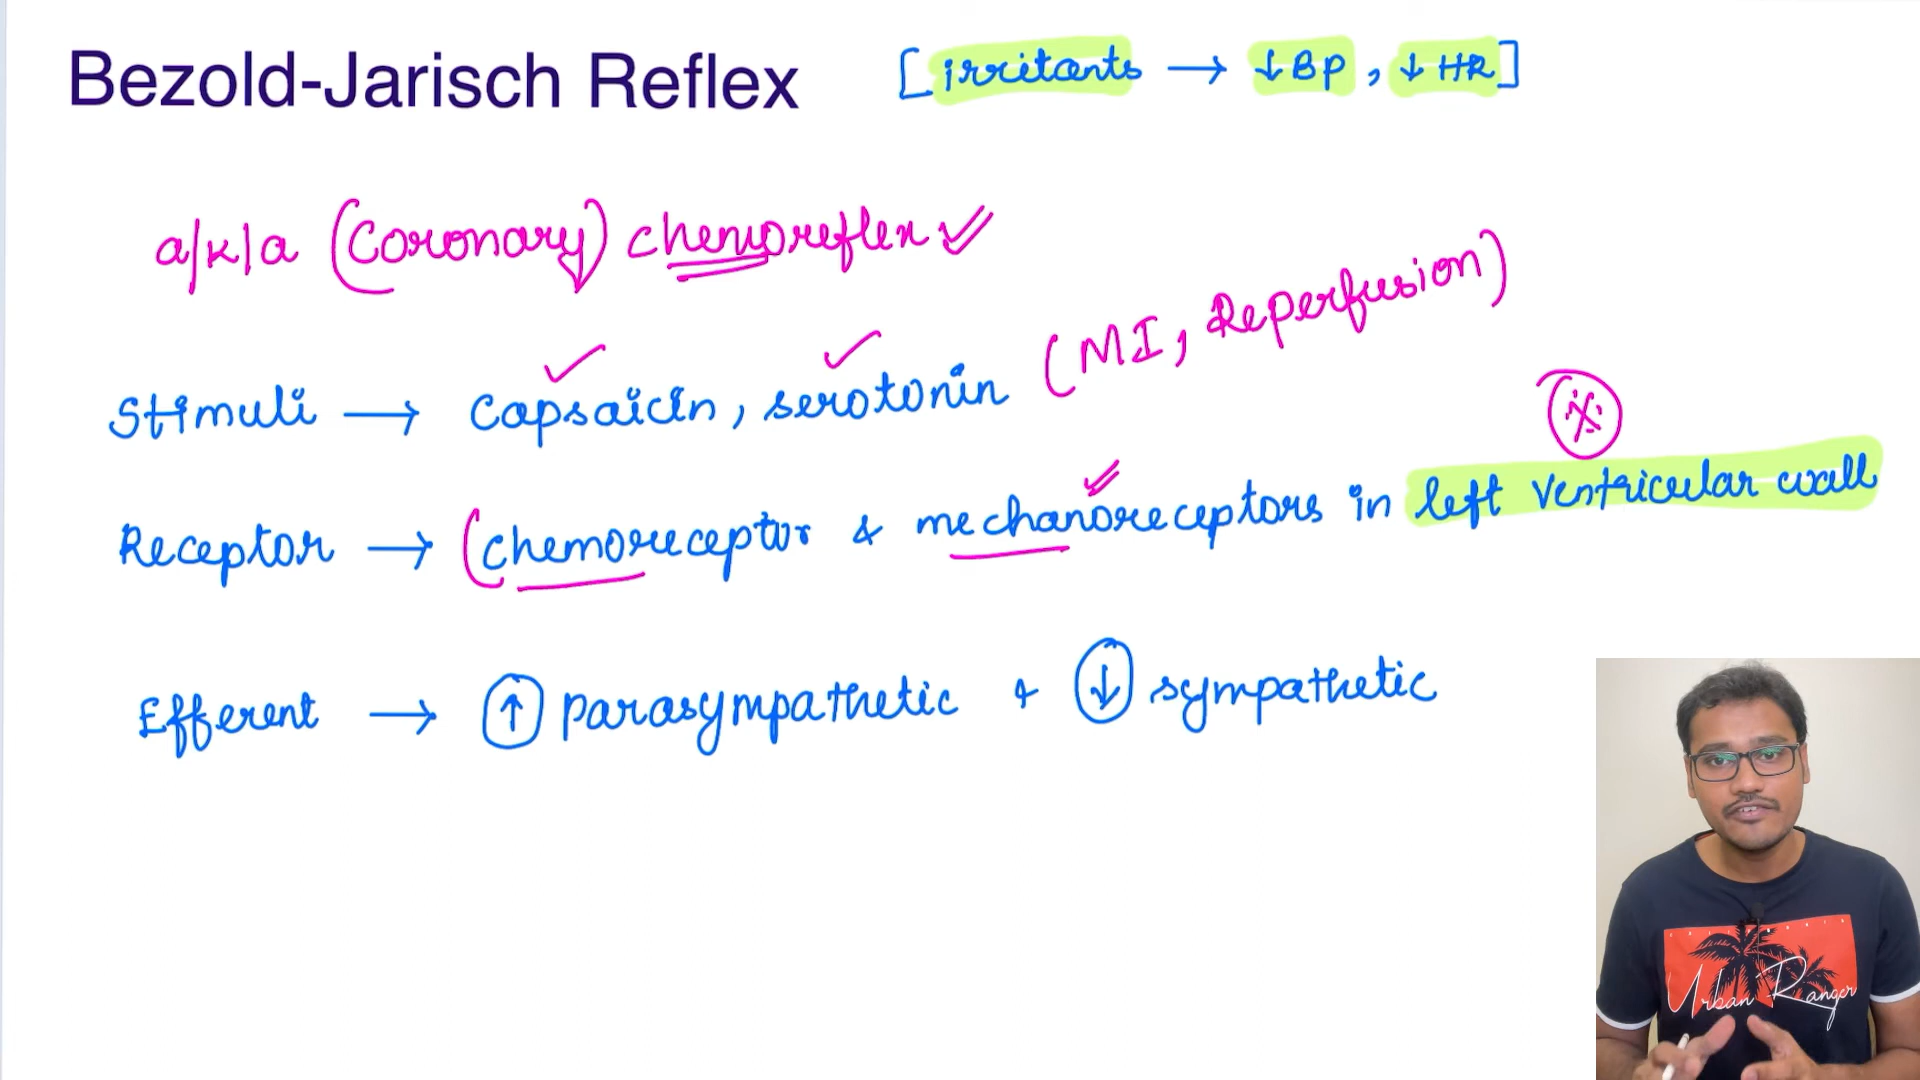 Bezold-Jarisch Reflex [irritants → ↓BP, ↓HR]
a/k/a (Coronary) chemoreflex
(MI, Reperfusion)
Stimuli → Capsaicin, serotonin
Receptor → (chemoreceptor & mechanoreceptors in left ventricular wall
Efferent → ↑ parasympathetic & ↓ sympathetic
Urban Ranger